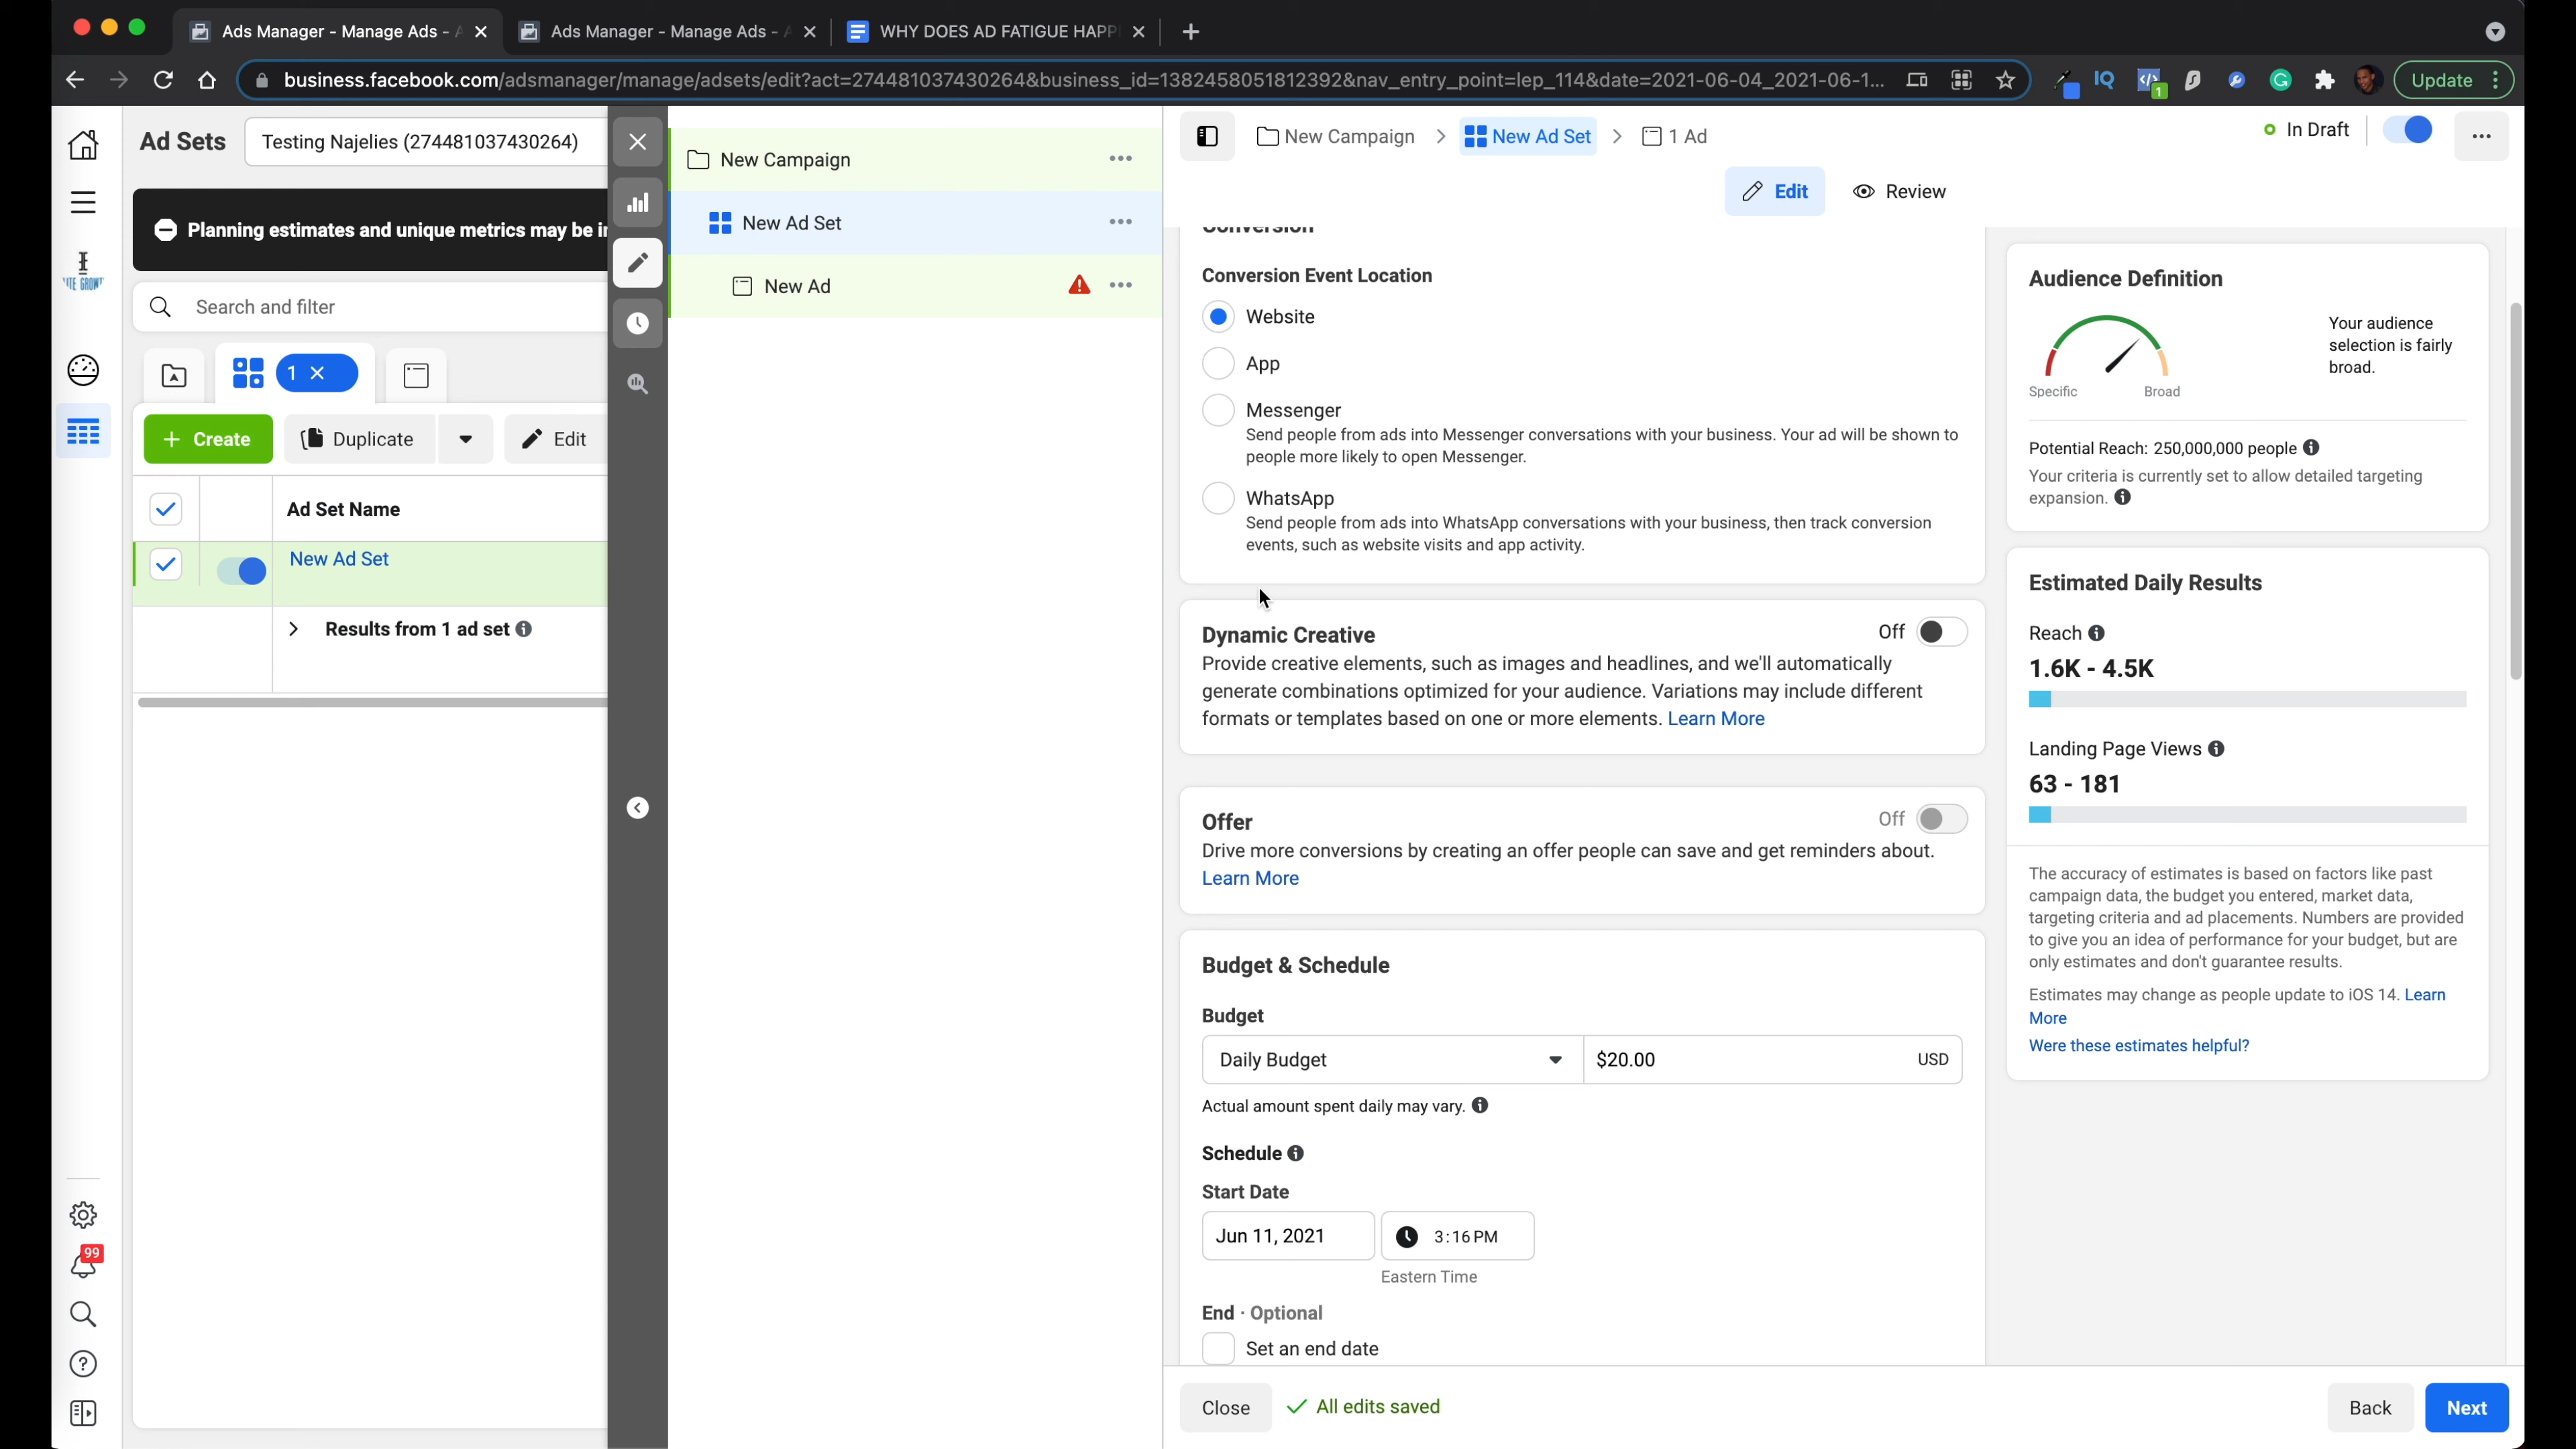 Ads Manager - Manage Ads - A
Ads Manager - Manage Ads - A
WHY DOES AD FATIGUE HAPP
business.facebook.com/adsmanager/manage/adsets/edit?act=274481037430264&business_id=1382458051812392&nav_entry_point=lep_114&date=2021-06-04_2021-06-1...
IQ
1
Update
Ad Sets
Testing Najelies (274481037430264)
Planning estimates and unique metrics may be i
Search and filter
1
Create
Duplicate
Edit
Ad Set Name
New Ad Set
Results from 1 ad set
99
New Campaign
New Ad Set
New Ad
New Campaign
New Ad Set
1 Ad
In Draft
Edit
Review
Conversion
Conversion Event Location
Website
App
Messenger
Send people from ads into Messenger conversations with your business. Your ad will be shown to
people more likely to open Messenger.
WhatsApp
Send people from ads into WhatsApp conversations with your business, then track conversion
events, such as website visits and app activity.
Dynamic Creative
Off
Provide creative elements, such as images and headlines, and we'll automatically
generate combinations optimized for your audience. Variations may include different
formats or templates based on one or more elements. Learn More
Offer
Off
Drive more conversions by creating an offer people can save and get reminders about.
Learn More
Budget & Schedule
Budget
Daily Budget
$20.00
USD
Actual amount spent daily may vary.
Schedule
Start Date
Jun 11, 2021
3:16 PM
Eastern Time
End · Optional
Set an end date
Close
All edits saved
Back
Next
Audience Definition
Specific
Broad
Your audience
selection is fairly
broad.
Potential Reach: 250,000,000 people
Your criteria is currently set to allow detailed targeting
expansion.
Estimated Daily Results
Reach
1.6K - 4.5K
Landing Page Views
63 - 181
The accuracy of estimates is based on factors like past
campaign data, the budget you entered, market data,
targeting criteria and ad placements. Numbers are provided
to give you an idea of performance for your budget, but are
only estimates and don't guarantee results.
Estimates may change as people update to iOS 14. Learn
More
Were these estimates helpful?